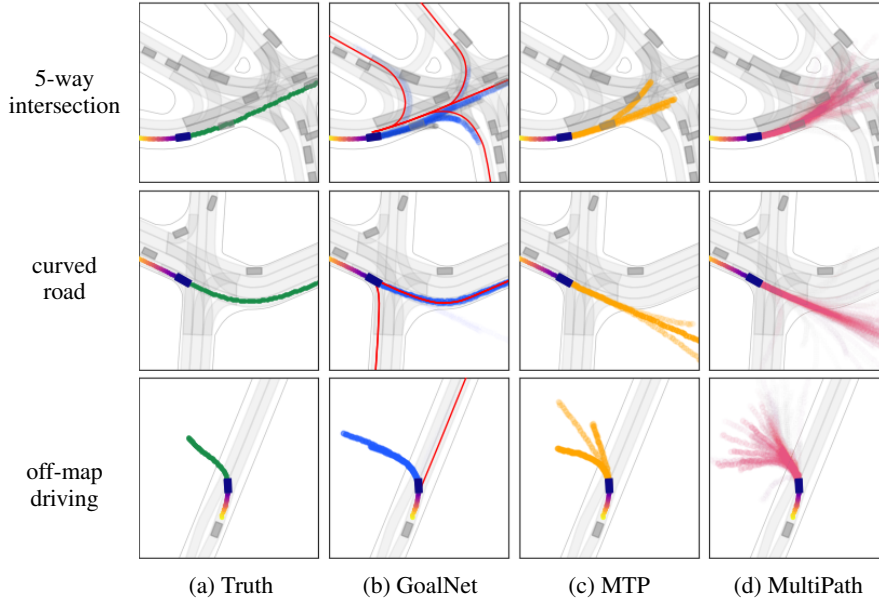 5-way
intersection
curved
road
off-map
driving
(a) Truth
(b) GoalNet
(c) MTP
(d) MultiPath